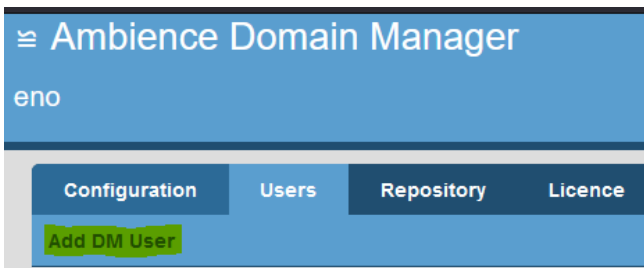 Ambience Domain Manager
eno
Configuration Users Repository Licence
Add DM User